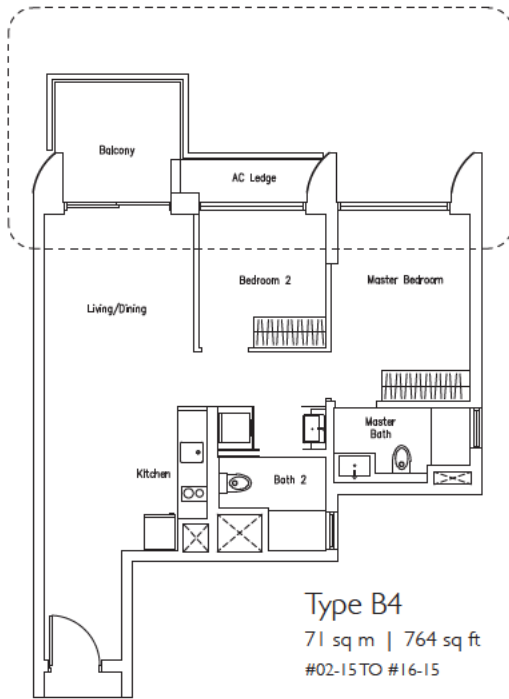 Balcony
AC Ledge
Bedroom 2
Master Bedroom
Living/Dining
Master
Bath
Kitchen
Bath 2
Type B4
71 sq m | 764 sq ft
#02-15 TO #16-15